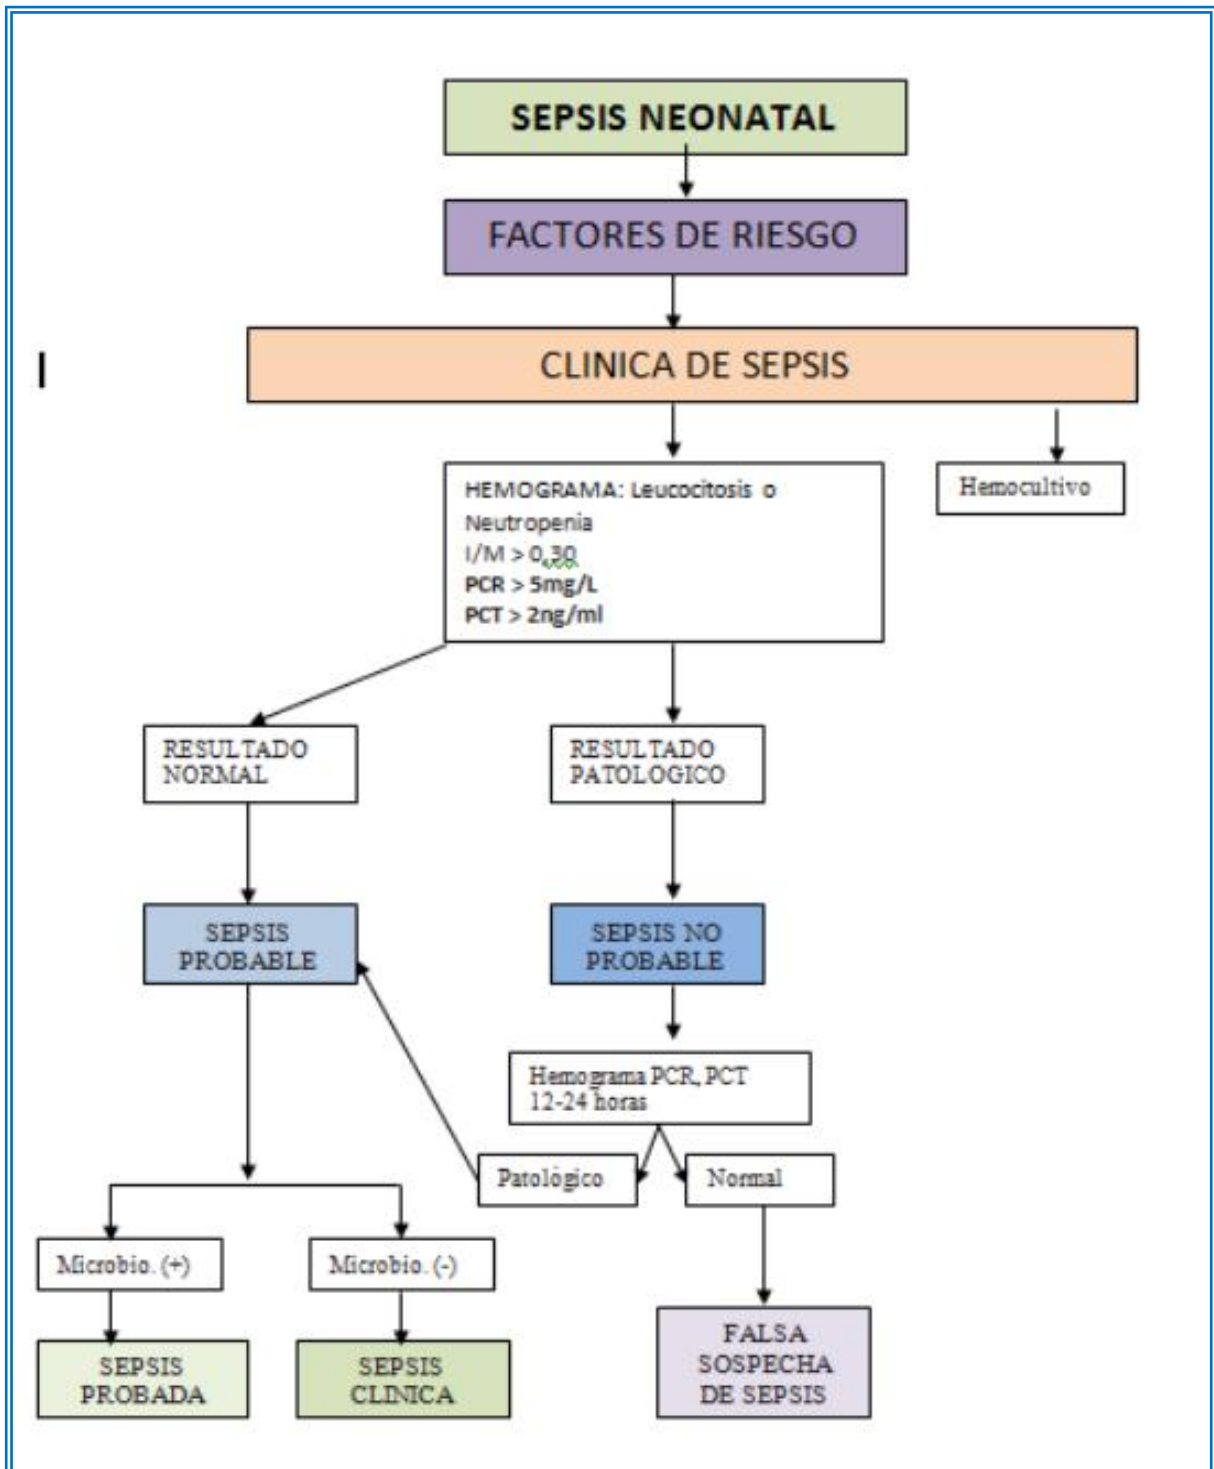 SEPSIS NEONATAL
FACTORES DE RIESGO
CLINICA DE SEPSIS
HEMOGRAMA: Leucocitosis o
Neutropenia
I/M > 0,30
PCR > 5mg/L
PCT > 2ng/ml
Hemocultivo
RESULTADO
NORMAL
RESULTADO
PATOLOGICO
SEPSIS
PROBABLE
SEPSIS NO
PROBABLE
Hemograma PCR, PCT
12-24 horas
Patológico
Normal
Microbio. (+)
Microbio. (-)
SEPSIS
PROBADA
SEPSIS
CLINICA
FALSA
SOSPECHA
DE SEPSIS